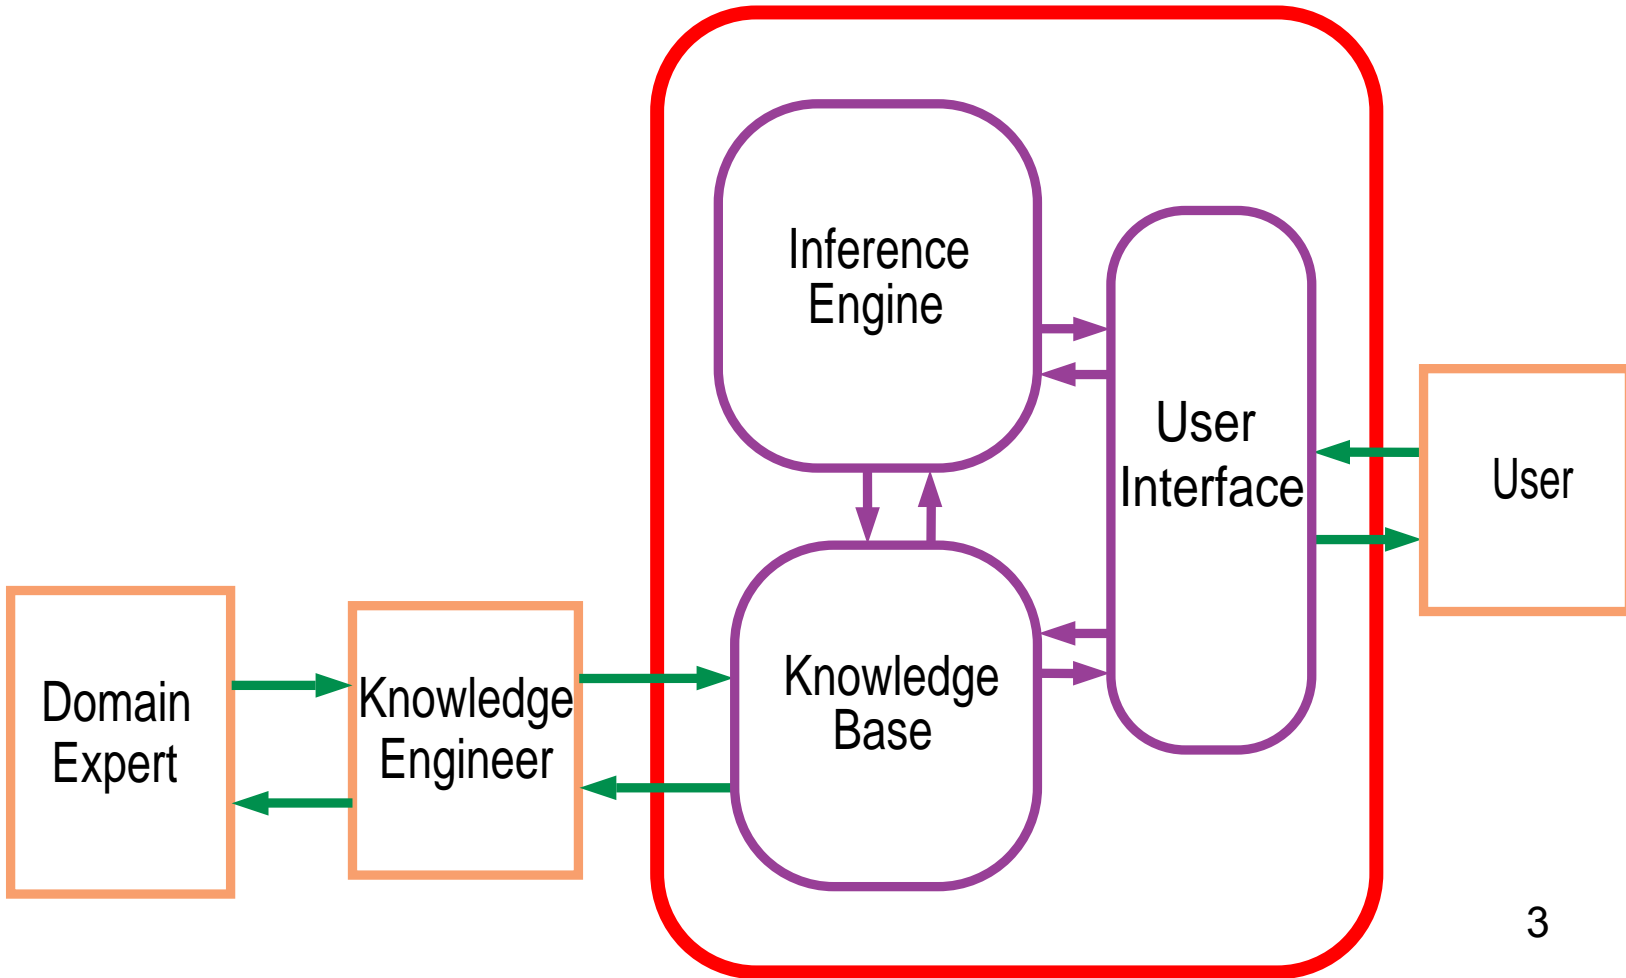 Inference
Engine
User
Interface
User
Knowledge
Base
Domain
Expert
Knowledge
Engineer
3